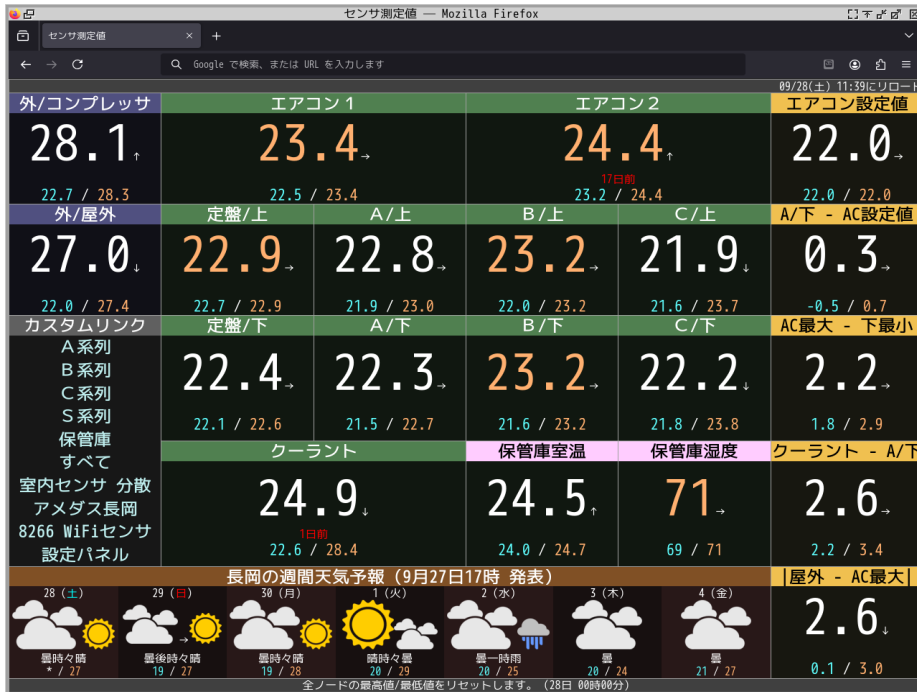 センサ測定値 — Mozilla Firefox
センサ測定値
Google で検索、または URL を入力します
09/28(土) 11:39にリロード
外/コンプレッサ エアコン1 エアコン2 エアコン設定値
28.1↑ 23.4→ 24.4↑ 22.0→
17日前
22.7 / 28.3 22.5 / 23.4 23.2 / 24.4 22.0 / 22.0
外/屋外 定盤/上 A/上 B/上 C/上 A/下 - AC設定値
27.0↓ 22.9→ 22.8→ 23.2→ 21.9↓ 0.3→
22.0 / 27.4 22.7 / 22.9 21.9 / 23.0 22.0 / 23.2 21.6 / 23.7 -0.5 / 0.7
カスタムリンク 定盤/下 A/下 B/下 C/下 AC最大 - 下最小
22.4→ 22.3→ 23.2→ 22.2↓ 2.2→
22.1 / 22.6 21.5 / 22.7 21.6 / 23.2 21.8 / 23.8 1.8 / 2.9
A系列
B系列
C系列
S系列
保管庫
すべて
室内センサ 分散
アメダス長岡
8266 WiFiセンサ
設定パネル
クーラント 保管庫室温 保管庫湿度 クーラント - A/下
24.9↓ 24.5↑ 71→ 2.6→
1日前
22.6 / 28.4 24.0 / 24.7 69 / 71 2.2 / 3.4
長岡の週間天気予報 (9月27日17時 発表) |屋外 - AC最大|
28 (土) 29 (日) 30 (月) 1 (火) 2 (水) 3 (木) 4 (金)
曇時々晴 曇後時々晴 曇時々晴 晴時々曇 曇一時雨 曇 曇
* / 27 19 / 27 19 / 28 20 / 29 20 / 25 20 / 24 21 / 27
2.6↓
0.1 / 3.0
全ノードの最高値/最低値をリセットします。 (28日 00時00分)